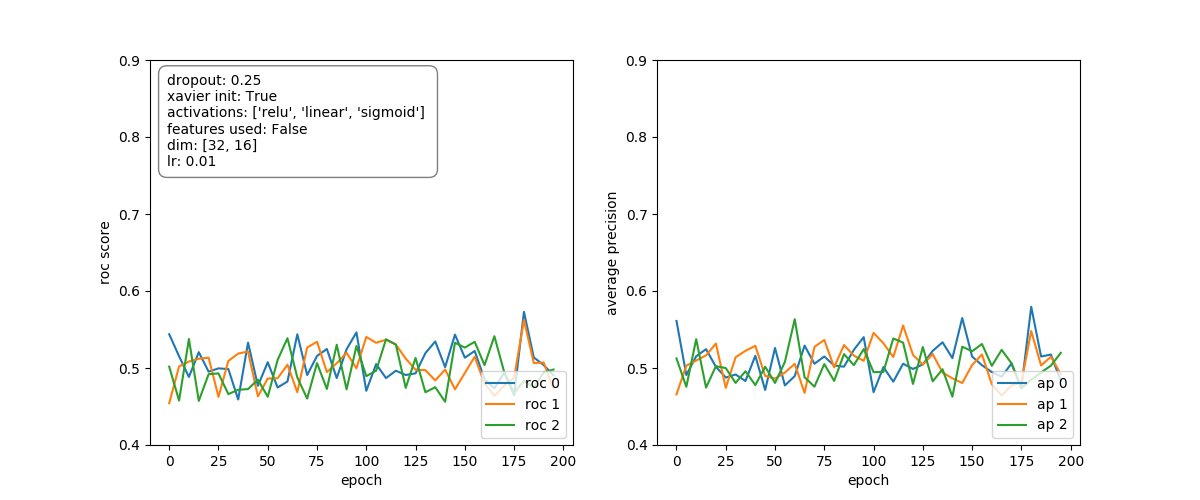 0.9
0.8
0.7
0.6
0.5
0.4
roc score
dropout: 0.25
xavier init: True
activations: ['relu', 'linear', 'sigmoid']
features used: False
dim: [32, 16]
lr: 0.01
roc 0
roc 1
roc 2
0 25 50 75 100 125 150 175 200
epoch
0.9
0.8
0.7
0.6
0.5
0.4
average precision
ap 0
ap 1
ap 2
0 25 50 75 100 125 150 175 200
epoch